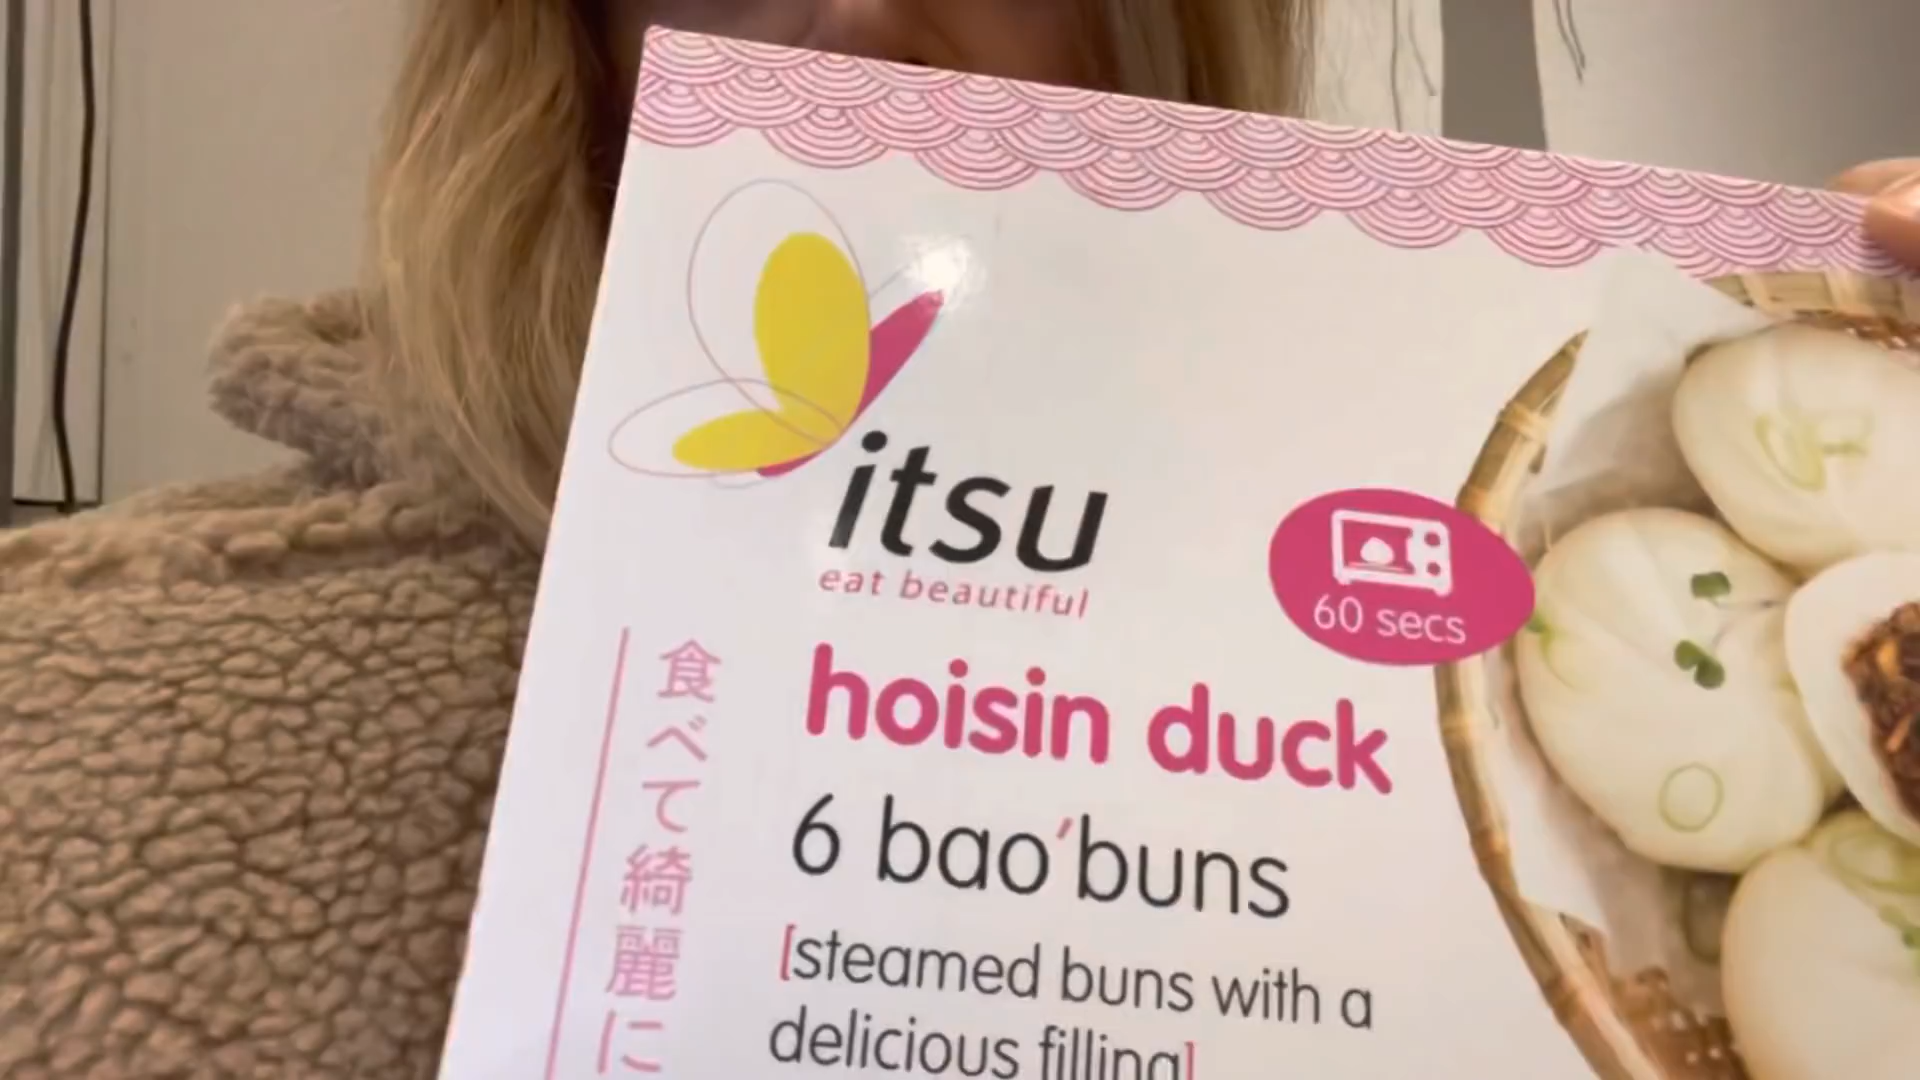 itsu
eat beautiful
60 secs
hoisin duck
6 bao'buns
[steamed buns with a
delicious filling]
食べて綺麗に